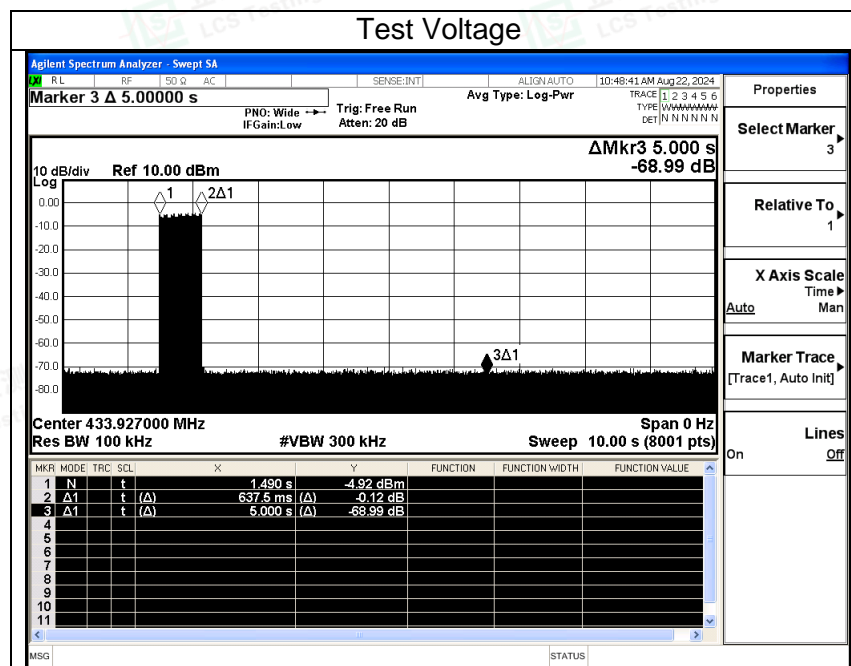 Test Voltage
Agilent Spectrum Analyzer - Swept SA
LXI RL RF 50 Ω AC SENSE:INT ALIGN AUTO 10:48:41 AM Aug 22, 2024
Marker 3 Δ 5.00000 s
PNO: Wide
IFGain:Low
Trig: Free Run
Atten: 20 dB
Avg Type: Log-Pwr
TRACE 1 2 3 4 5 6
TYPE WWWWWW
DET N N N N N N
ΔMkr3 5.000 s
-68.99 dB
10 dB/div Ref 10.00 dBm
Log
0.00
-10.0
-20.0
-30.0
-40.0
-50.0
-60.0
-70.0
-80.0
1
2Δ1
3Δ1
Center 433.927000 MHz Span 0 Hz
Res BW 100 kHz #VBW 300 kHz Sweep 10.00 s (8001 pts)
MKR MODE TRC SCL X Y FUNCTION FUNCTION WIDTH FUNCTION VALUE
1 N t 1.490 s -4.92 dBm
2 Δ1 t (Δ) 637.5 ms (Δ) -0.12 dB
3 Δ1 t (Δ) 5.000 s (Δ) -68.99 dB
4
5
6
7
8
9
10
11
MSG STATUS
Properties
Select Marker
3
Relative To
1
X Axis Scale
Time
Auto Man
Marker Trace
[Trace1, Auto Init]
Lines
On Off